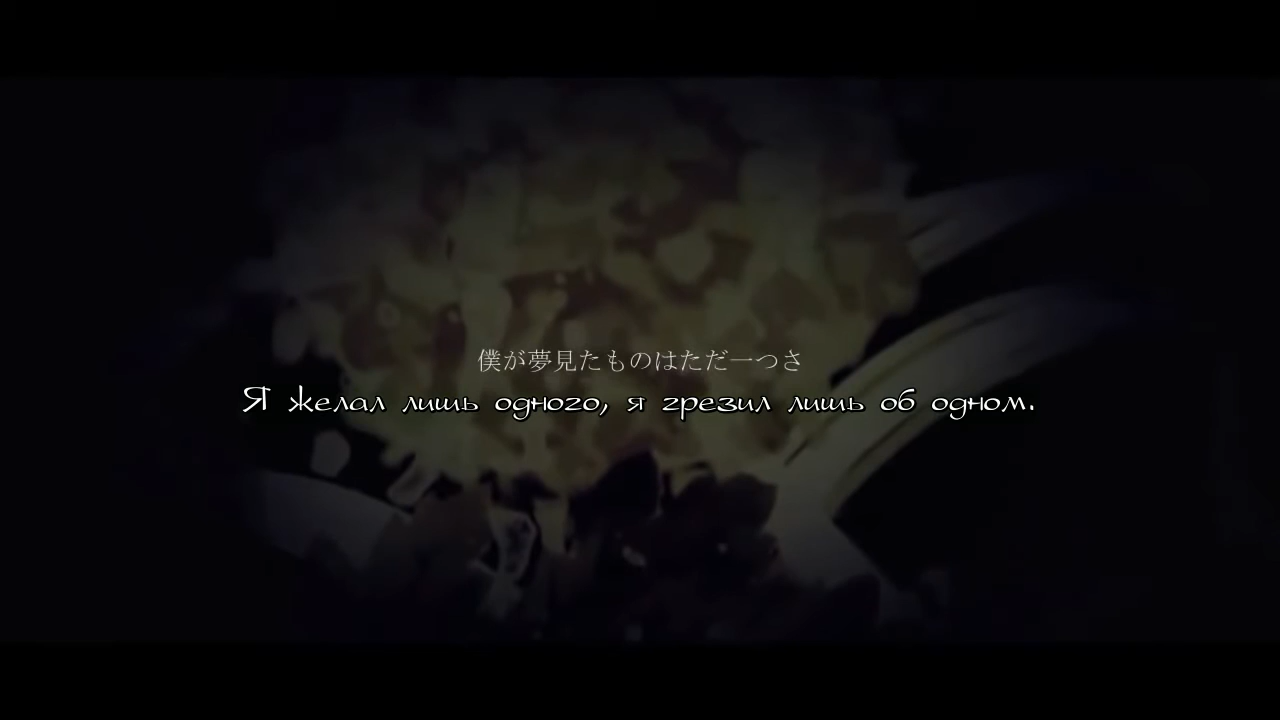 僕が夢見たものはただ一つさ
Я желал лишь одного, я грезил лишь об одном.